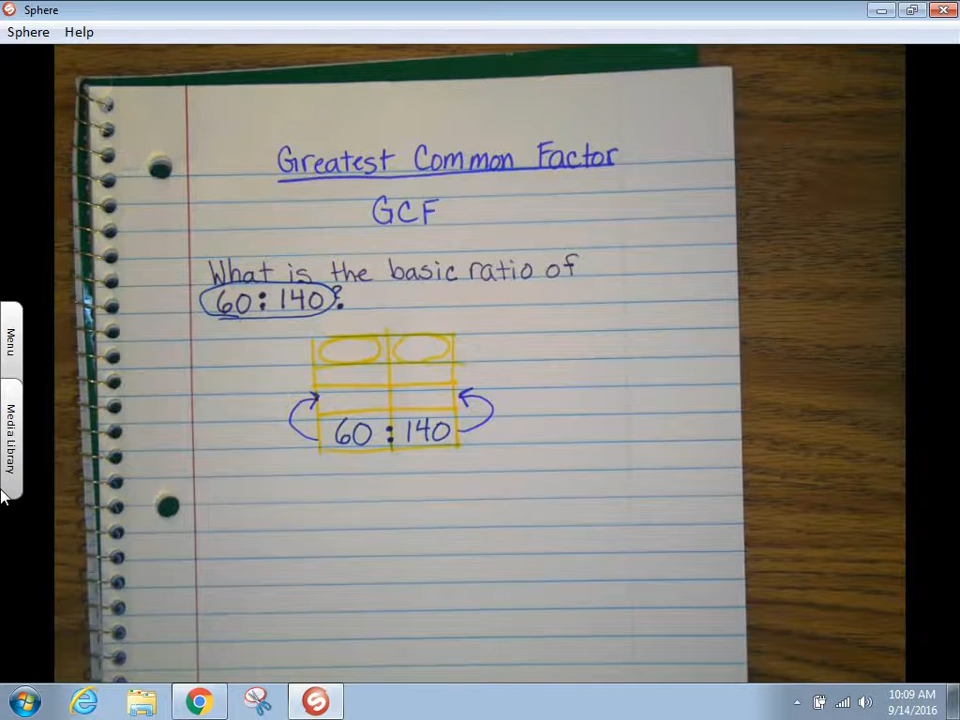 Sphere
Sphere Help
Greatest Common Factor
GCF
What is the basic ratio of
60:140?
60:140
Menu
Media Library
10:09 AM
9/14/2016